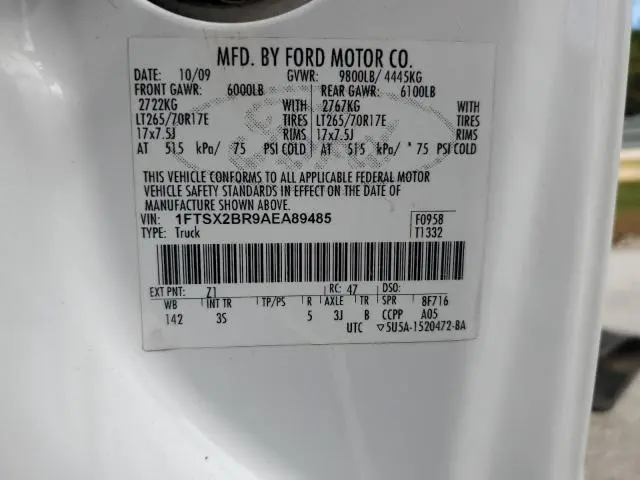 MFD. BY FORD MOTOR CO.
DATE: 10/09 GVWR: 9800LB/ 4445KG
FRONT GAWR: 6000LB REAR GAWR: 6100LB
2722KG WITH 2767KG WITH
LT265/70R17E TIRES LT265/70R17E TIRES
17x7.5J RIMS 17x7.5J RIMS
AT 515 kPa/ 75 PSI COLD AT 515 kPa/ * 75 PSI COLD
THIS VEHICLE CONFORMS TO ALL APPLICABLE FEDERAL MOTOR
VEHICLE SAFETY STANDARDS IN EFFECT ON THE DATE OF
MANUFACTURE SHOWN ABOVE.
VIN: 1FTSX2BR9AEA89485 F0958
TYPE: Truck T1332
EXT PNT: Z1 RC: 47 DSO:
WB INT TR TP/PS R AXLE TR SPR 8F716
142 3S 5 3J B CCPP A05
UTC ▽5U5A-1520472-BA